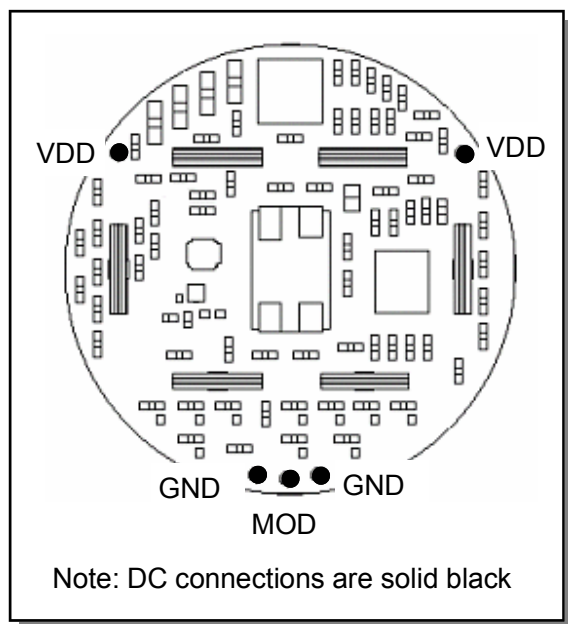 VDD
VDD
GND
GND
MOD
Note: DC connections are solid black